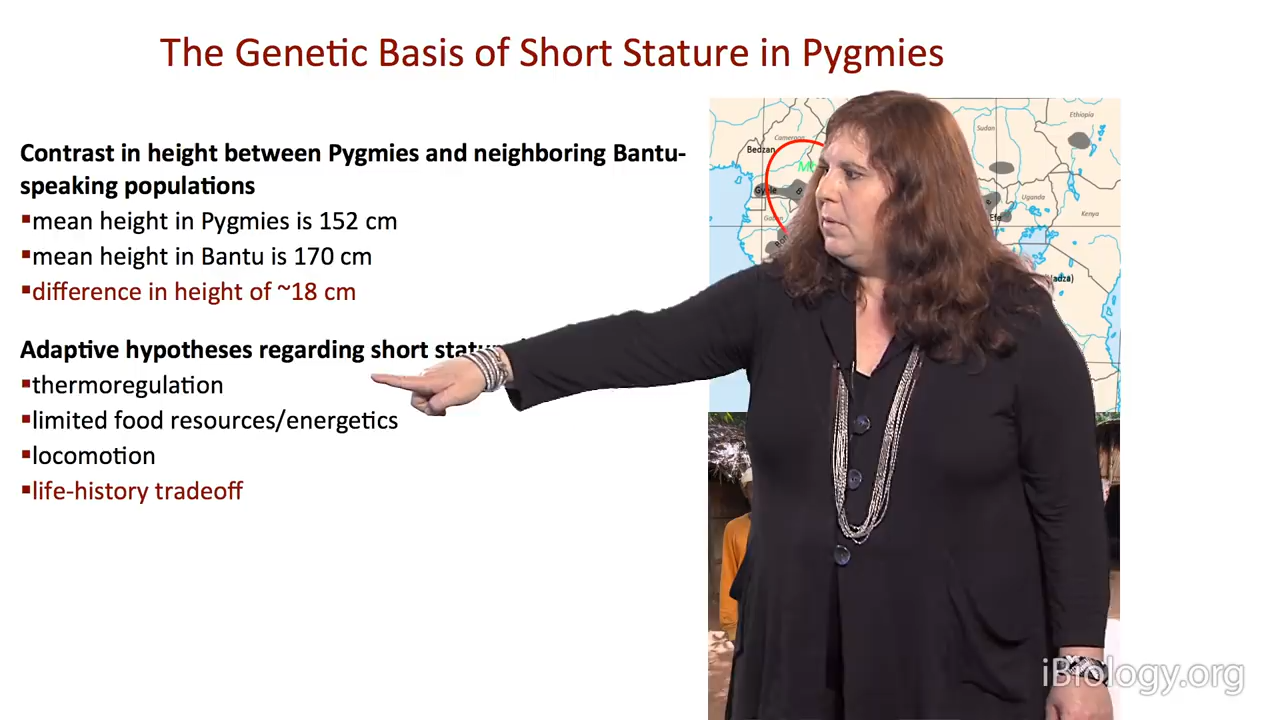 The Genetic Basis of Short Stature in Pygmies
Contrast in height between Pygmies and neighboring Bantu-
speaking populations
▪mean height in Pygmies is 152 cm
▪mean height in Bantu is 170 cm
▪difference in height of ~18 cm
Adaptive hypotheses regarding short
▪thermoregulation
▪limited food resources/energetics
▪locomotion
▪life-history tradeoff
Cameroon
Bedzan
Gabon
Sudan
Ethiopia
Uganda
Efe
Kenya
iBiology.org